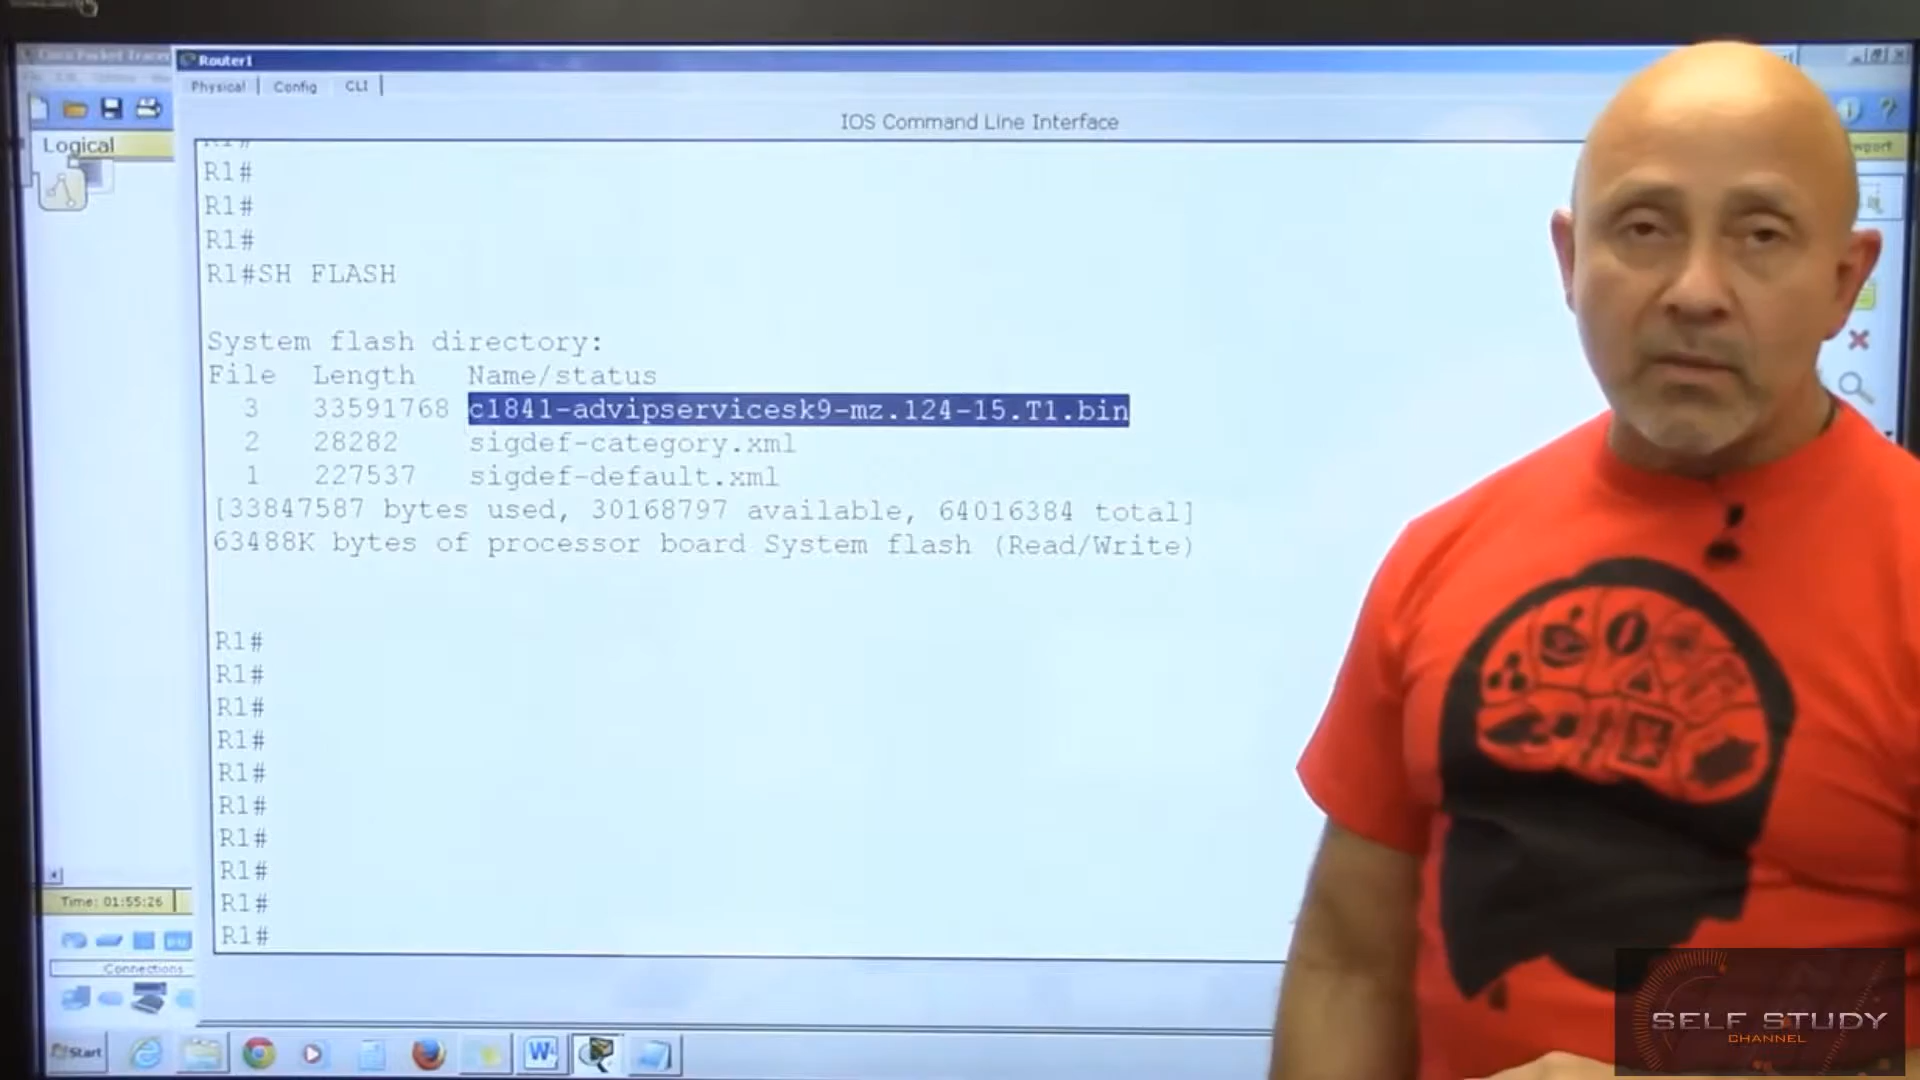 Router1
Physical
Config
CLI
IOS Command Line Interface
Logical
R1#
R1#
R1#
R1#SH FLASH
System flash directory:
File Length Name/status
3 33591768 c1841-advipservicesk9-mz.124-15.T1.bin
2 28282 sigdef-category.xml
1 227537 sigdef-default.xml
[33847587 bytes used, 30168797 available, 64016384 total]
63488K bytes of processor board System flash (Read/Write)
R1#
R1#
R1#
R1#
R1#
R1#
R1#
R1#
R1#
R1#
Time: 01:55:26
Connections
Start
SELF STUDY
CHANNEL